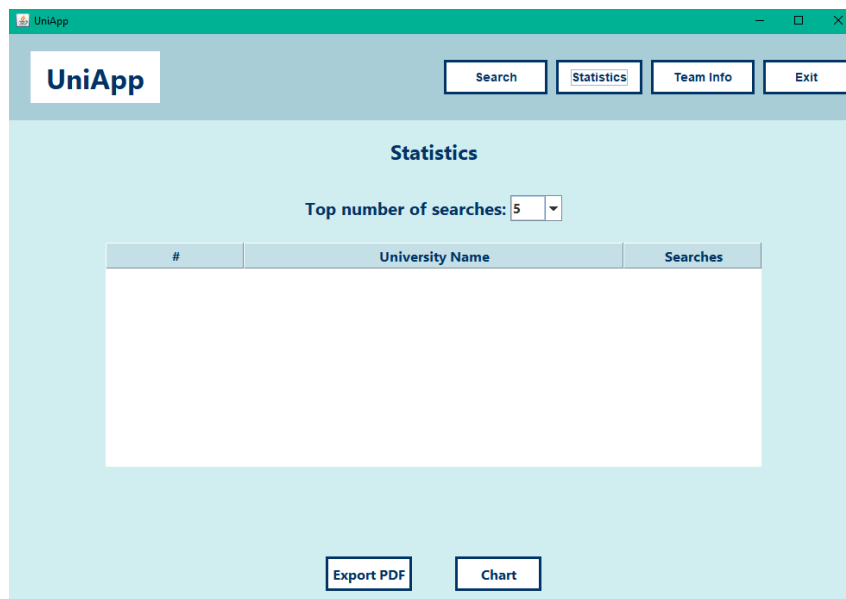 UniApp
UniApp
Search
Statistics
Team Info
Exit
Statistics
Top number of searches: 5
# University Name Searches
Export PDF
Chart